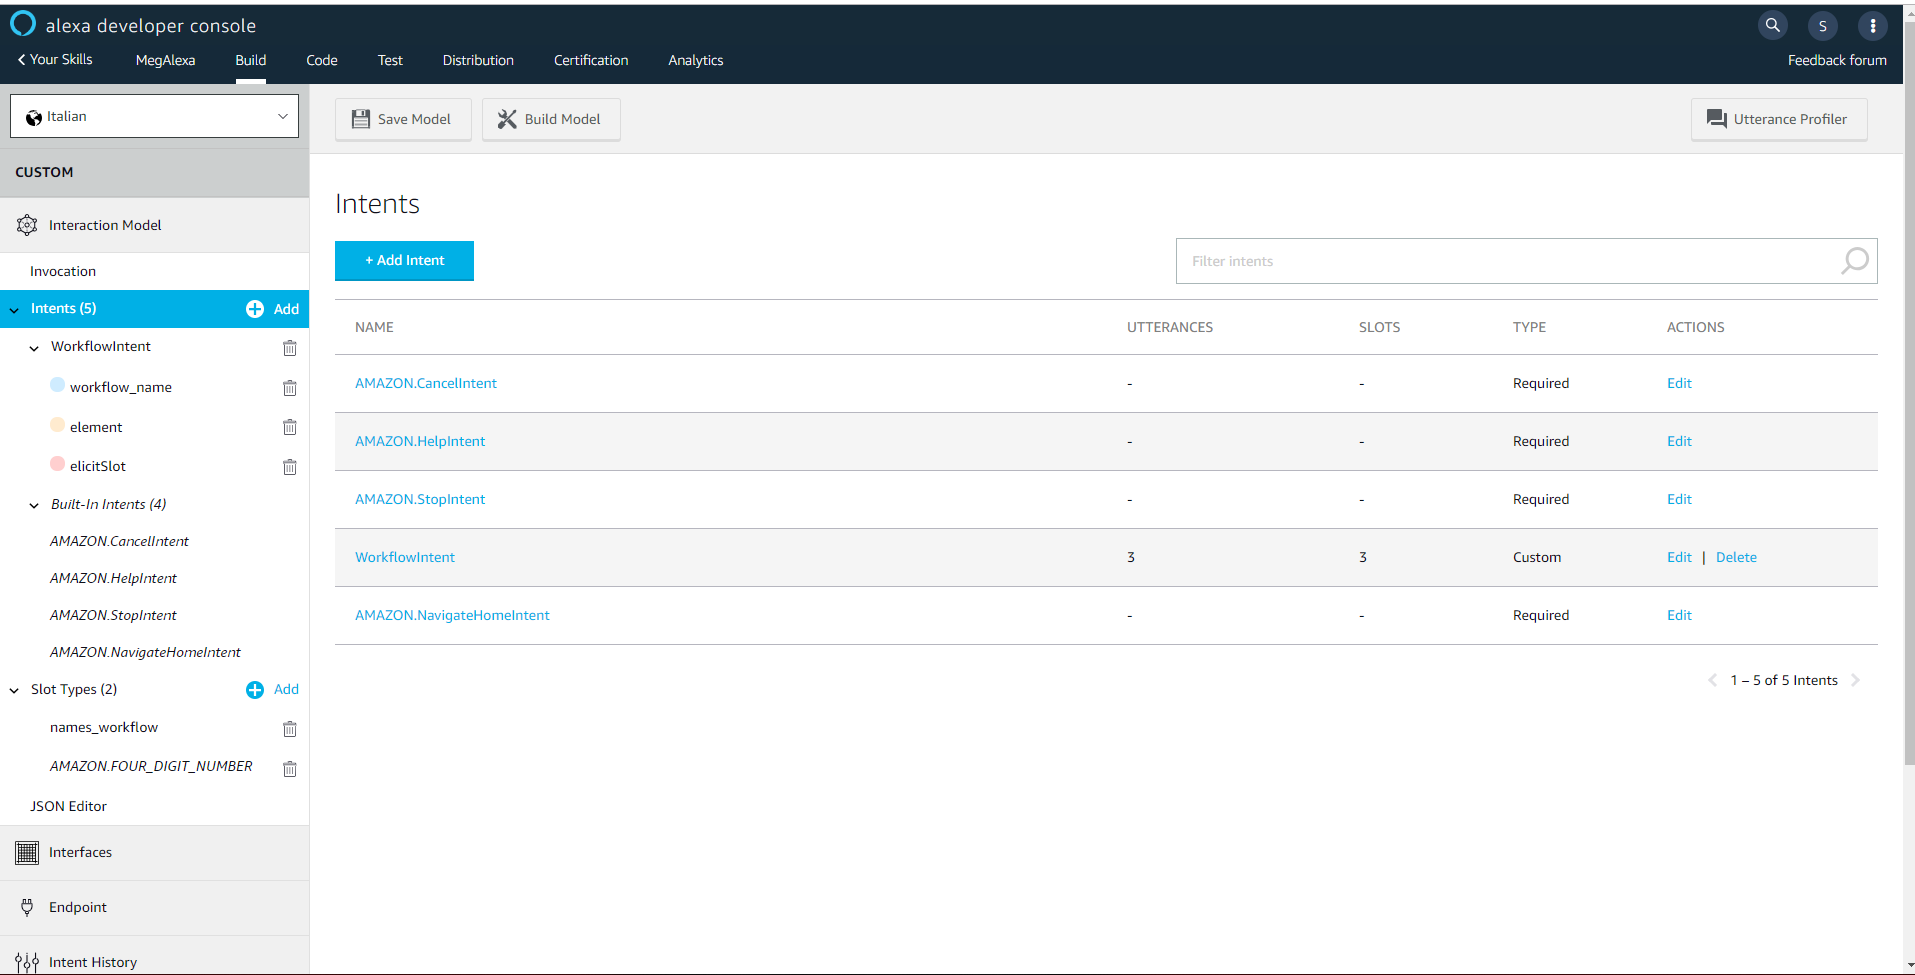 alexa developer console
S
Your Skills MegAlexa Build Code Test Distribution Certification Analytics Feedback forum
Italian
Save Model Build Model Utterance Profiler
CUSTOM
Interaction Model
Invocation
Intents (5) Add
WorkflowIntent
workflow_name
element
elicitSlot
Built-In Intents (4)
AMAZON.CancelIntent
AMAZON.HelpIntent
AMAZON.StopIntent
AMAZON.NavigateHomeIntent
Slot Types (2) Add
names_workflow
AMAZON.FOUR_DIGIT_NUMBER
JSON Editor
Interfaces
Endpoint
Intent History
Intents
+ Add Intent Filter intents
NAME UTTERANCES SLOTS TYPE ACTIONS
AMAZON.CancelIntent - - Required Edit
AMAZON.HelpIntent - - Required Edit
AMAZON.StopIntent - - Required Edit
WorkflowIntent 3 3 Custom Edit | Delete
AMAZON.NavigateHomeIntent - - Required Edit
1 – 5 of 5 Intents